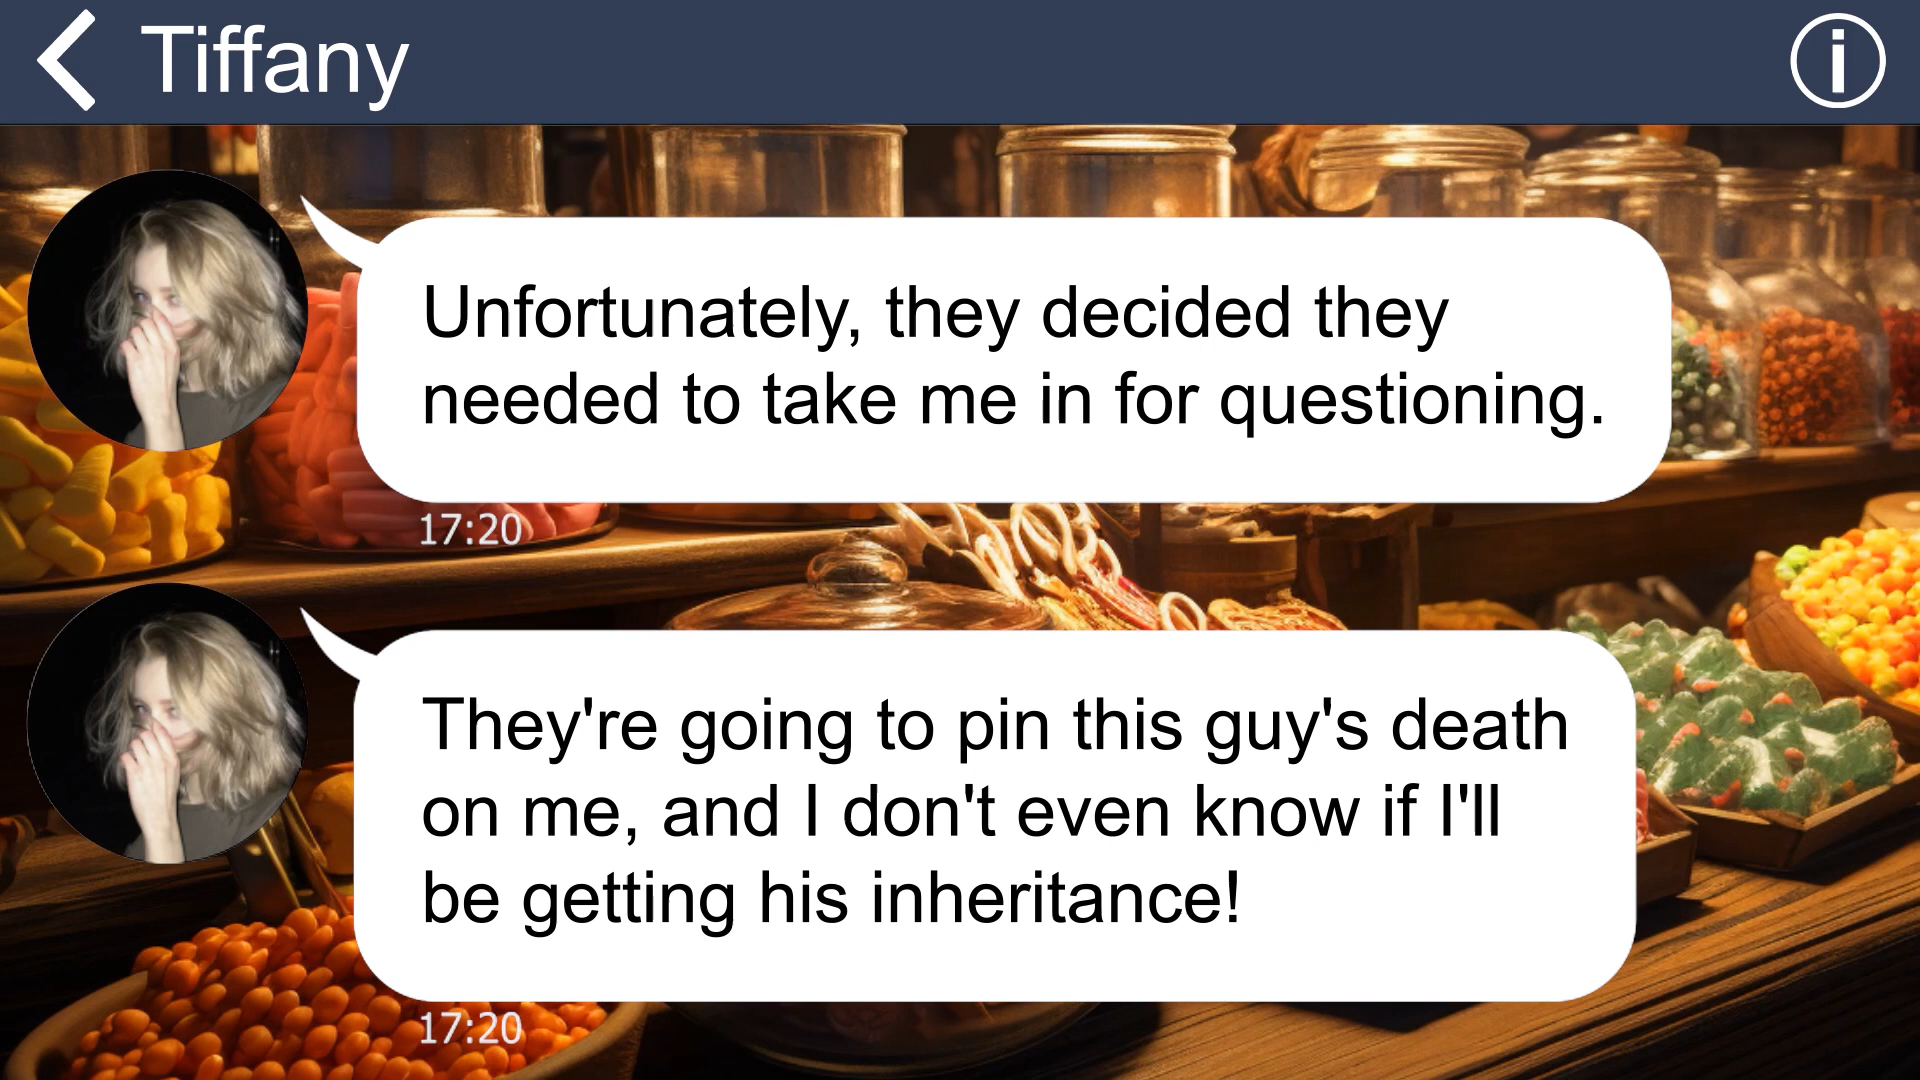 Tiffany
Unfortunately, they decided they
needed to take me in for questioning.
17:20
They're going to pin this guy's death
on me, and I don't even know if I'll
be getting his inheritance!
17:20